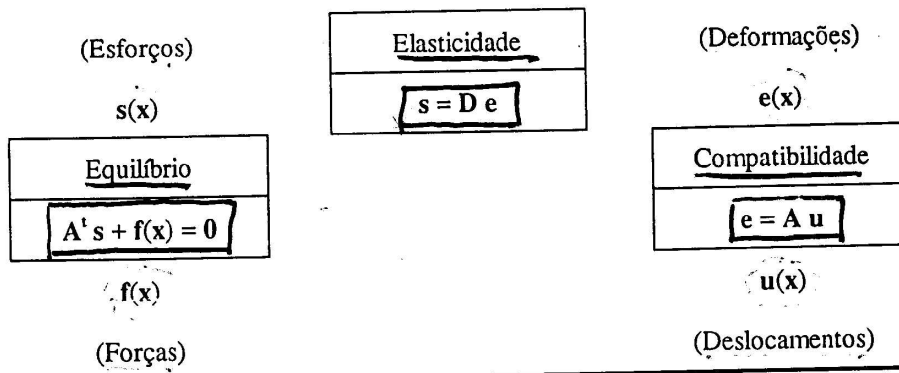 (Esforços)
Elasticidade
(Deformações)
s(x)
s = D e
e(x)
Equilíbrio
Compatibilidade
Aᵗ s + f(x) = 0
e = A u
f(x)
u(x)
(Forças)
(Deslocamentos)